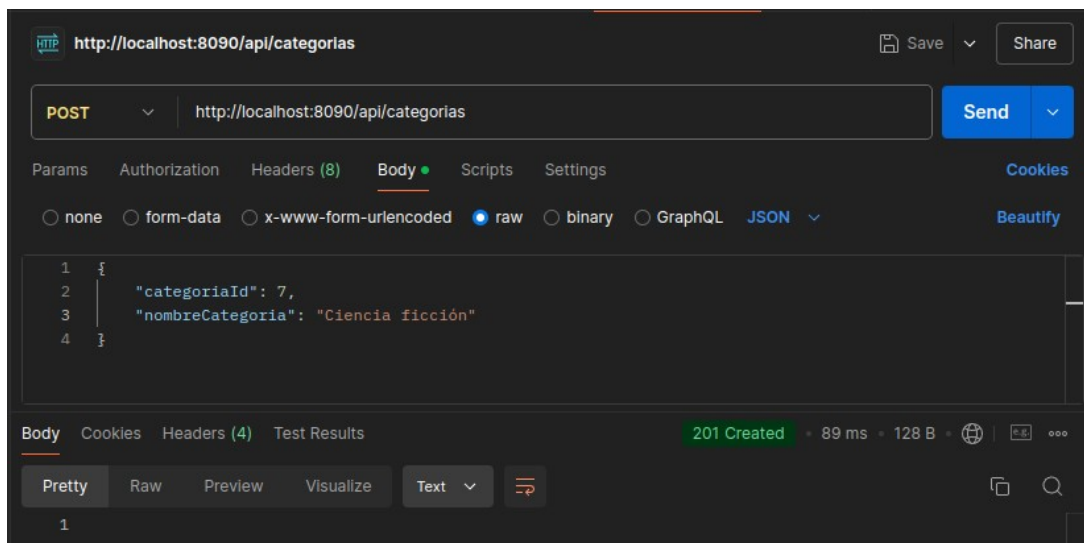 HTTP http://localhost:8090/api/categorias Save Share
POST http://localhost:8090/api/categorias Send
Params Authorization Headers (8) Body Scripts Settings Cookies
none form-data x-www-form-urlencoded raw binary GraphQL JSON Beautify
1 {
2 "categoriaId": 7,
3 "nombreCategoria": "Ciencia ficción"
4 }
Body Cookies Headers (4) Test Results 201 Created 89 ms 128 B e.g.
Pretty Raw Preview Visualize Text
1